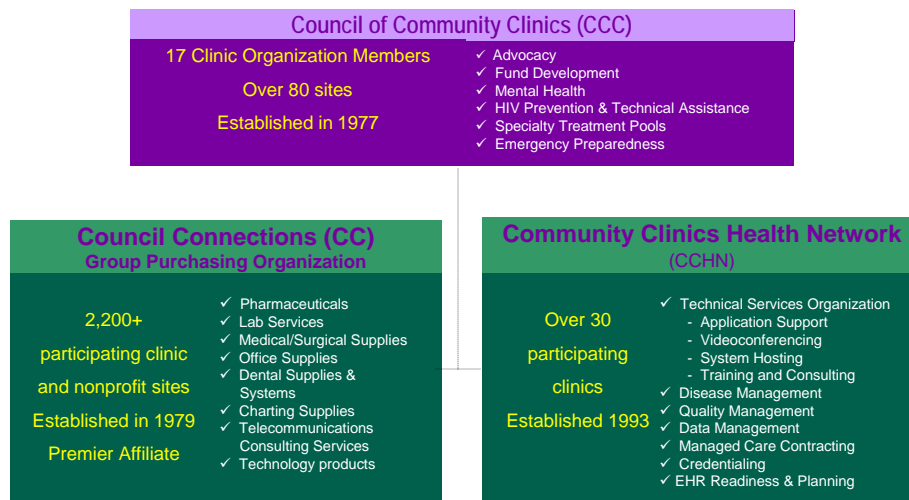 Council of Community Clinics (CCC)
17 Clinic Organization Members
Over 80 sites
Established in 1977
✓ Advocacy
✓ Fund Development
✓ Mental Health
✓ HIV Prevention & Technical Assistance
✓ Specialty Treatment Pools
✓ Emergency Preparedness
Council Connections (CC)
Group Purchasing Organization
2,200+
participating clinic
and nonprofit sites
Established in 1979
Premier Affiliate
✓ Pharmaceuticals
✓ Lab Services
✓ Medical/Surgical Supplies
✓ Office Supplies
✓ Dental Supplies &
Systems
✓ Charting Supplies
✓ Telecommunications
Consulting Services
✓ Technology products
Community Clinics Health Network
(CCHN)
Over 30
participating
clinics
Established 1993
✓ Technical Services Organization
- Application Support
- Videoconferencing
- System Hosting
- Training and Consulting
✓ Disease Management
✓ Quality Management
✓ Data Management
✓ Managed Care Contracting
✓ Credentialing
✓ EHR Readiness & Planning